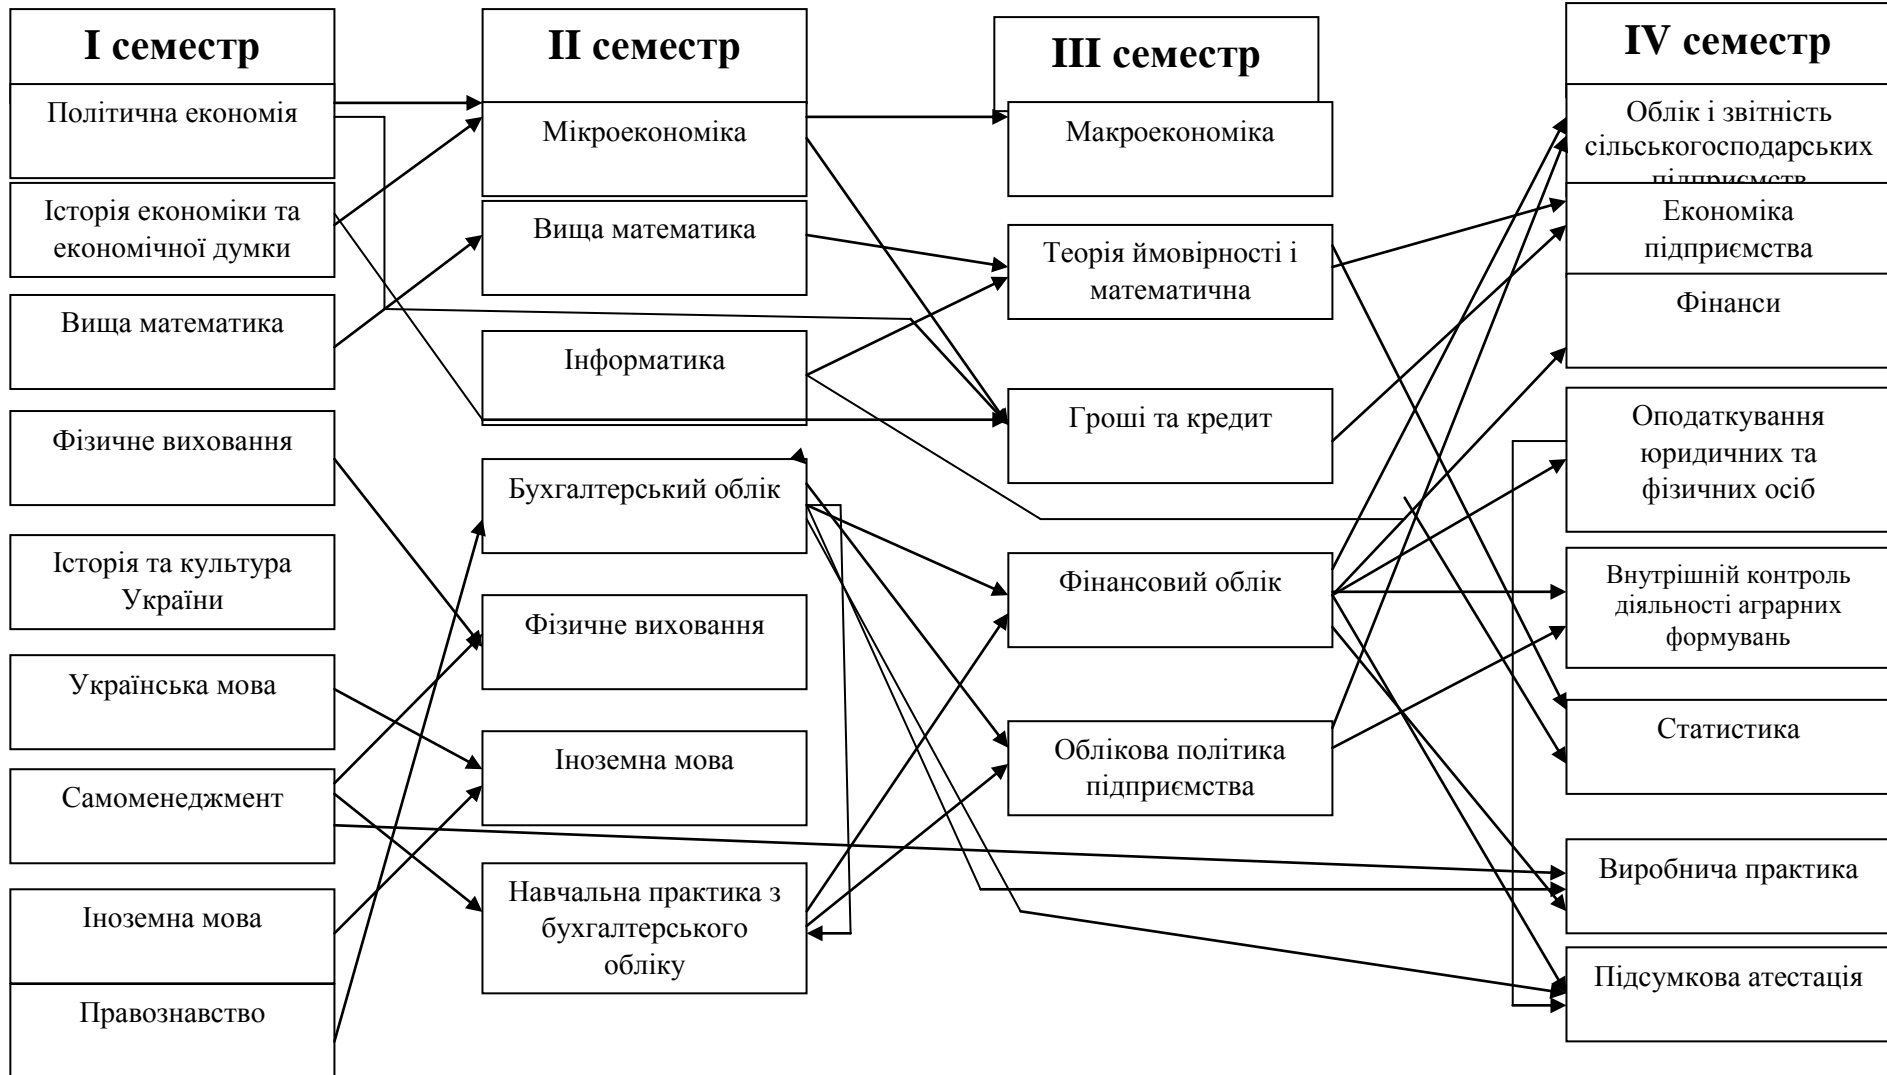 I семестр
Політична економія
Історія економіки та
економічної думки
Вища математика
Фізичне виховання
Історія та культура
України
Українська мова
Самоменеджмент
Іноземна мова
Правознавство
II семестр
Мікроекономіка
Вища математика
Інформатика
Бухгалтерський облік
Фізичне виховання
Іноземна мова
Навчальна практика з
бухгалтерського
обліку
III семестр
Макроекономіка
Теорія ймовірності і
математична
Гроші та кредит
Фінансовий облік
Облікова політика
підприємства
IV семестр
Облік і звітність
сільськогосподарських
підприємств
Економіка
підприємства
Фінанси
Оподаткування
юридичних та
фізичних осіб
Внутрішній контроль
діяльності аграрних
формувань
Статистика
Виробнича практика
Підсумкова атестація